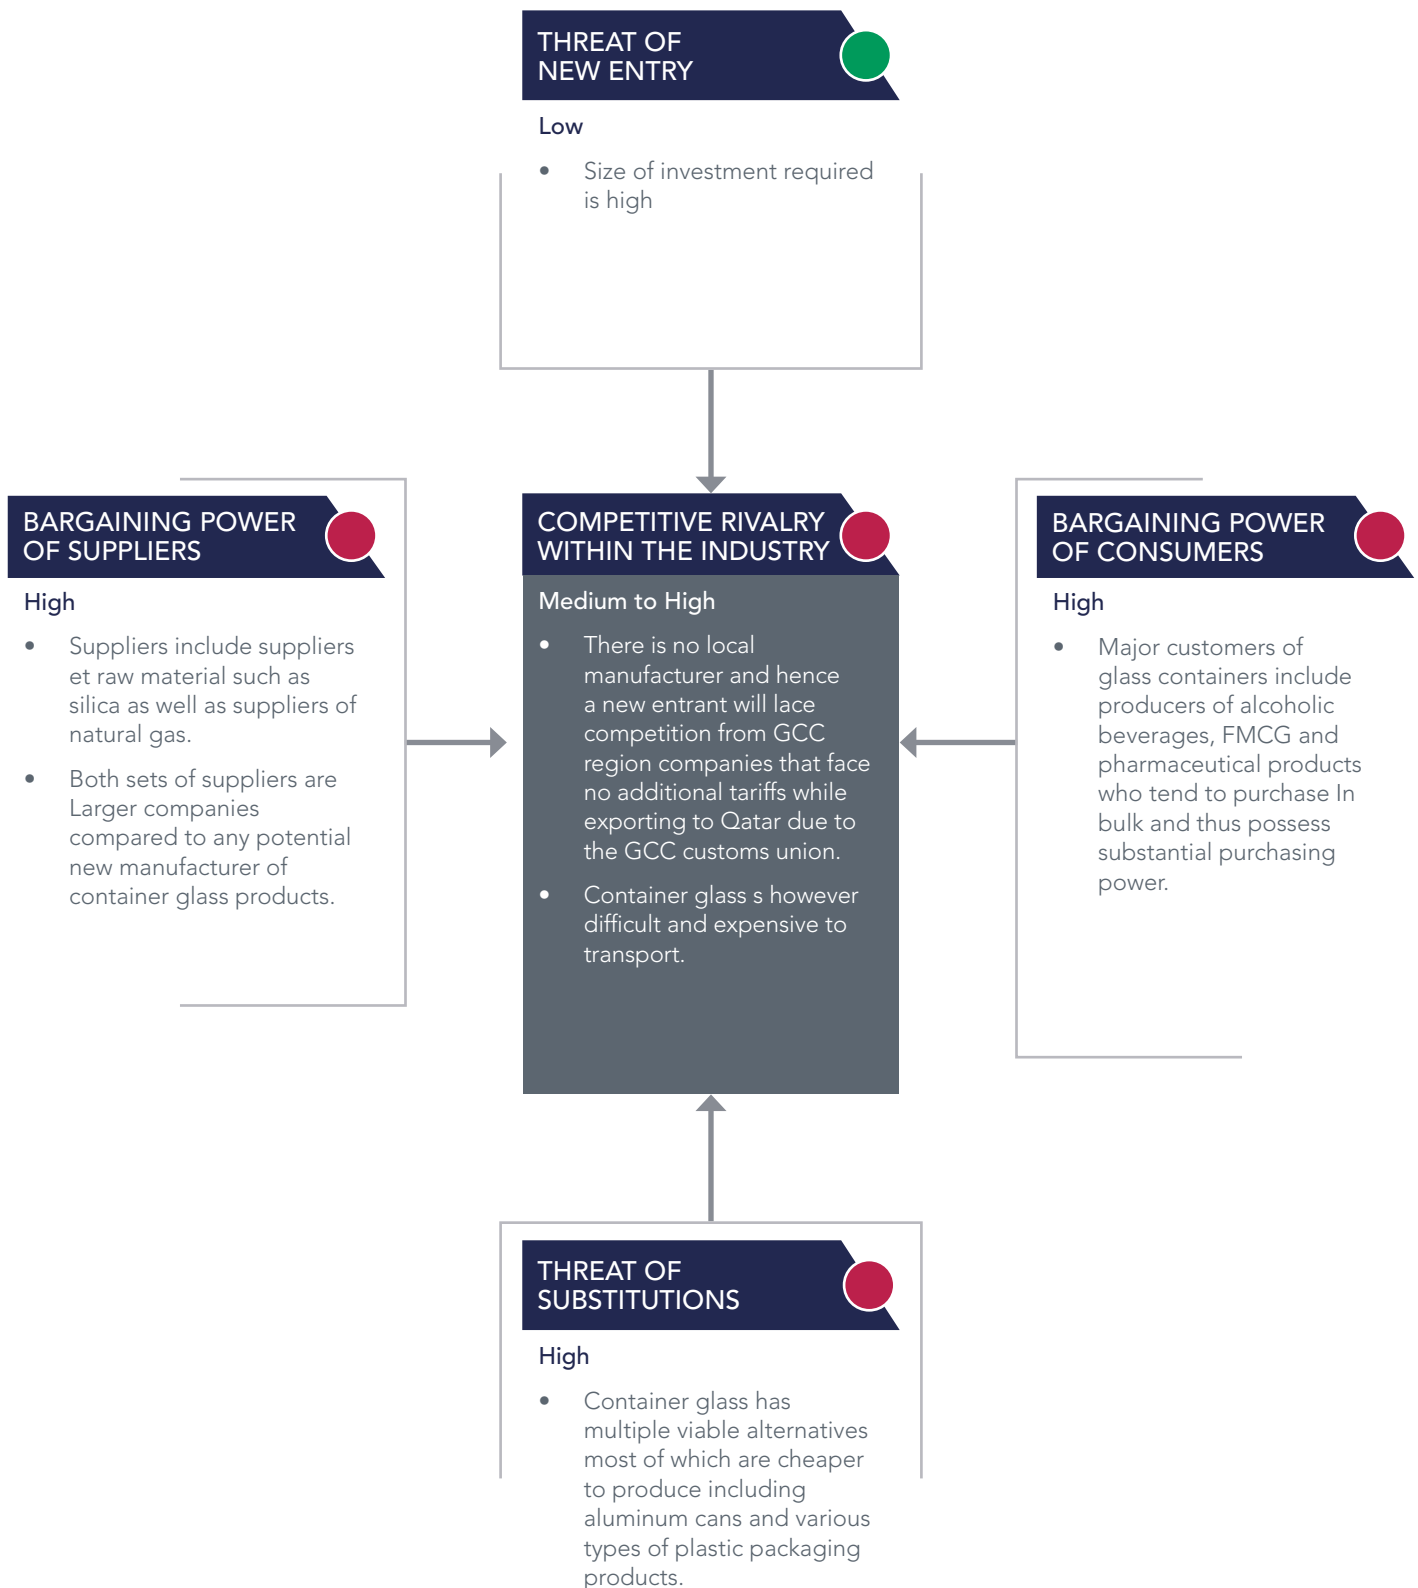 THREAT OF
NEW ENTRY
Low
• Size of investment required
is high
BARGAINING POWER
OF SUPPLIERS
High
• Suppliers include suppliers
et raw material such as
silica as well as suppliers of
natural gas.
• Both sets of suppliers are
Larger companies
compared to any potential
new manufacturer of
container glass products.
COMPETITIVE RIVALRY
WITHIN THE INDUSTRY
Medium to High
• There is no local
manufacturer and hence
a new entrant will lace
competition from GCC
region companies that face
no additional tariffs while
exporting to Qatar due to
the GCC customs union.
• Container glass s however
difficult and expensive to
transport.
BARGAINING POWER
OF CONSUMERS
High
• Major customers of
glass containers include
producers of alcoholic
beverages, FMCG and
pharmaceutical products
who tend to purchase In
bulk and thus possess
substantial purchasing
power.
THREAT OF
SUBSTITUTIONS
High
• Container glass has
multiple viable alternatives
most of which are cheaper
to produce including
aluminum cans and various
types of plastic packaging
products.